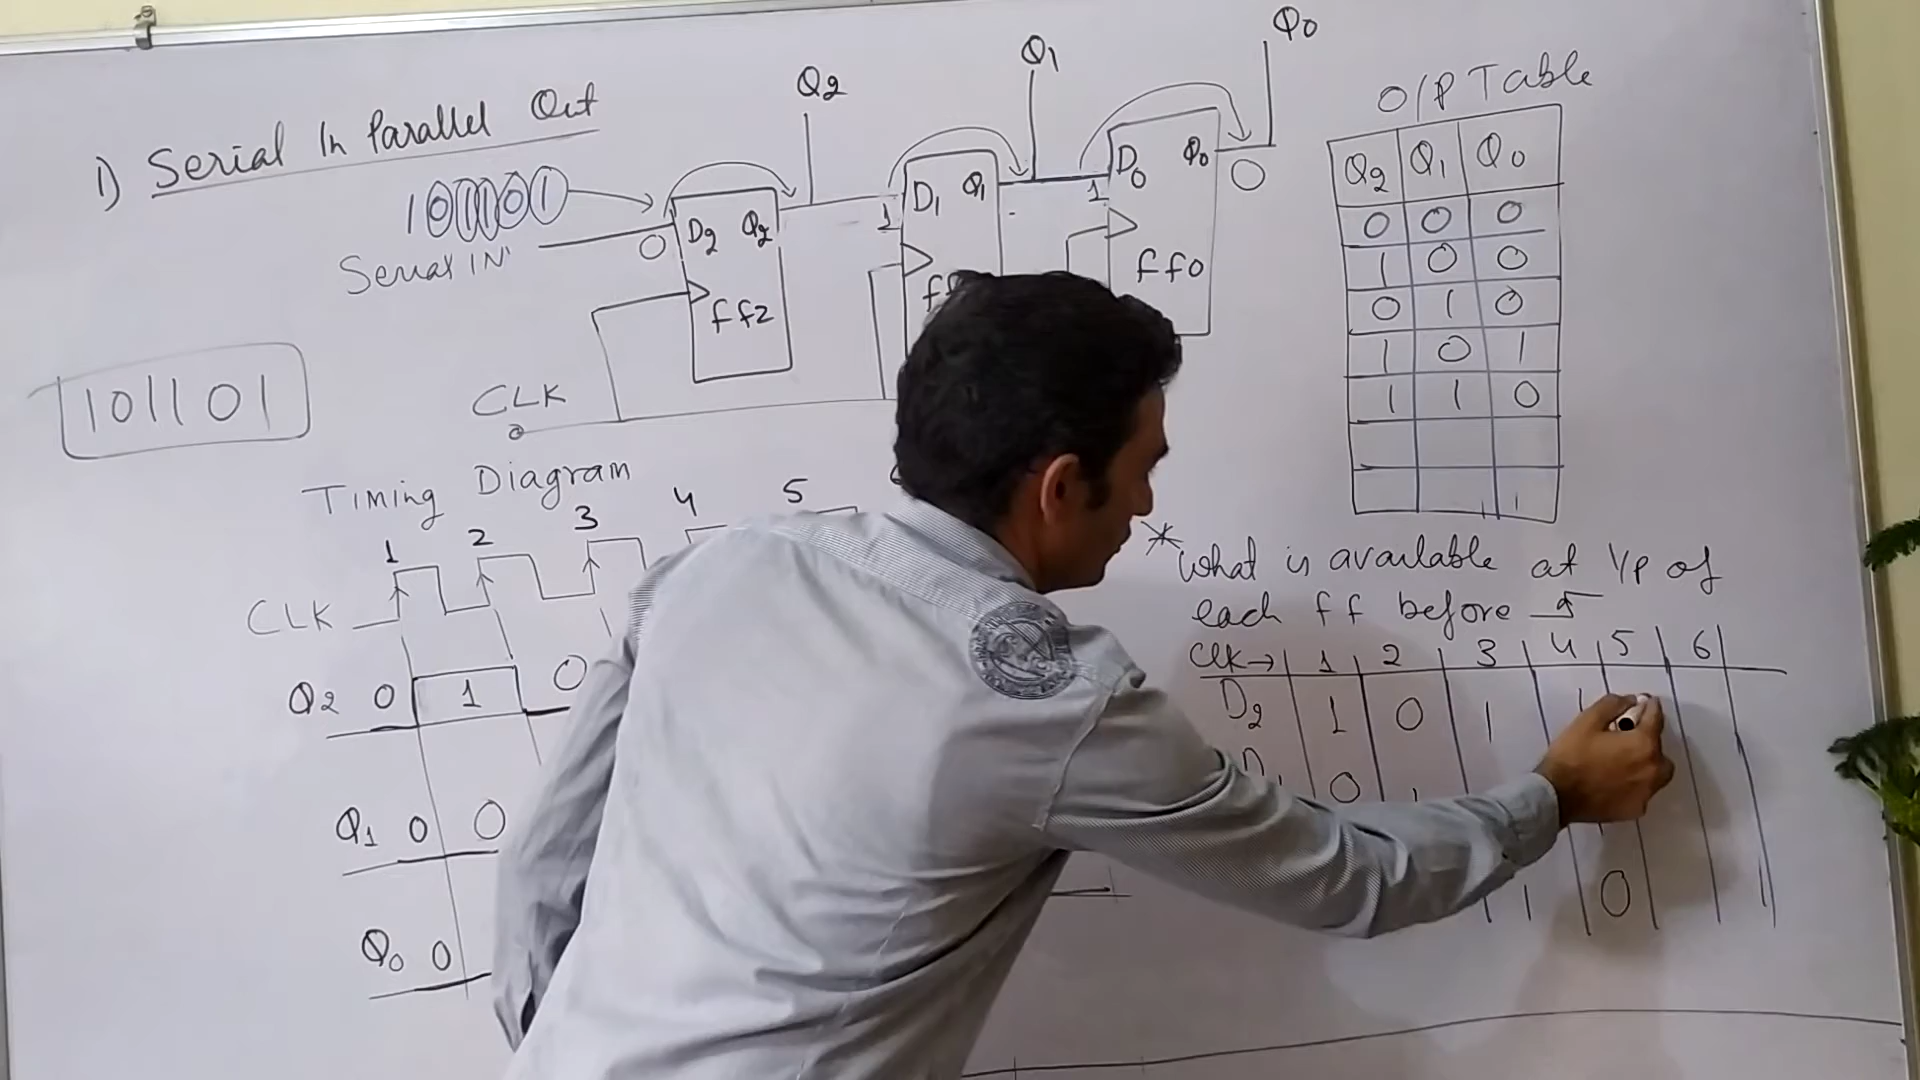 1) Serial In Parallel Out
101101
Serial IN
0
D2 Q2
ff2
Q2
1
D1 Q1
Q1
1
D0 Q0
ff0
Q0
0
CLK
101101
O/P Table
Q2 Q1 Q0
0 0 0
1 0 0
0 1 0
1 0 1
1 1 0
Timing Diagram
1 2 3 4 5
CLK
Q2 0 1 0
Q1 0 0
Q0 0
* What is available at I/P of
each ff before
Clk→ 1 2 3 4 5 6
D2 1 0 1 1
0 1
1 0